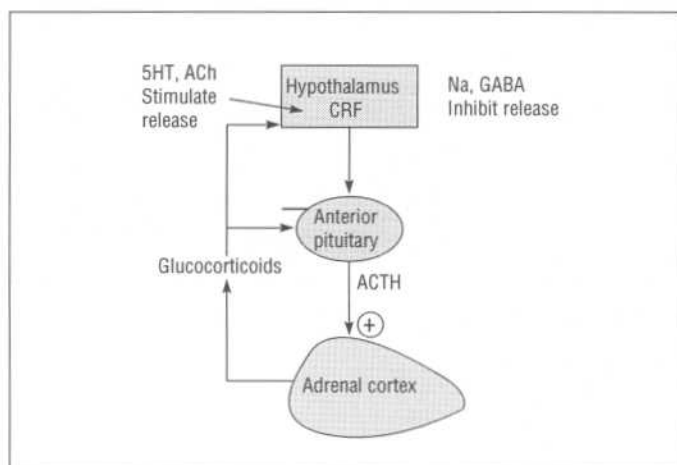 5HT, ACh
Stimulate
release
Hypothalamus
CRF
Na, GABA
Inhibit release
Anterior
pituitary
Glucocorticoids
ACTH
+
Adrenal cortex